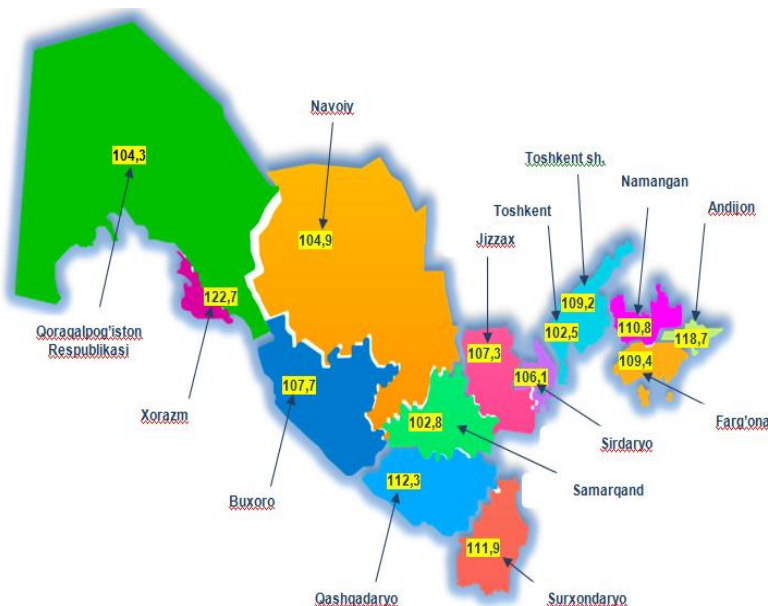 Navoiy
Toshkent sh.
Namangan
Andijon
Toshkent
Jizzax
104,3
104,9
122,7
109,2
102,5
110,8
118,7
109,4
107,3
106,1
107,7
102,8
112,3
111,9
Qoraqalpog'iston
Respublikasi
Xorazm
Buxoro
Qashqadaryo
Surxondaryo
Samarqand
Sirdaryo
Farg'ona